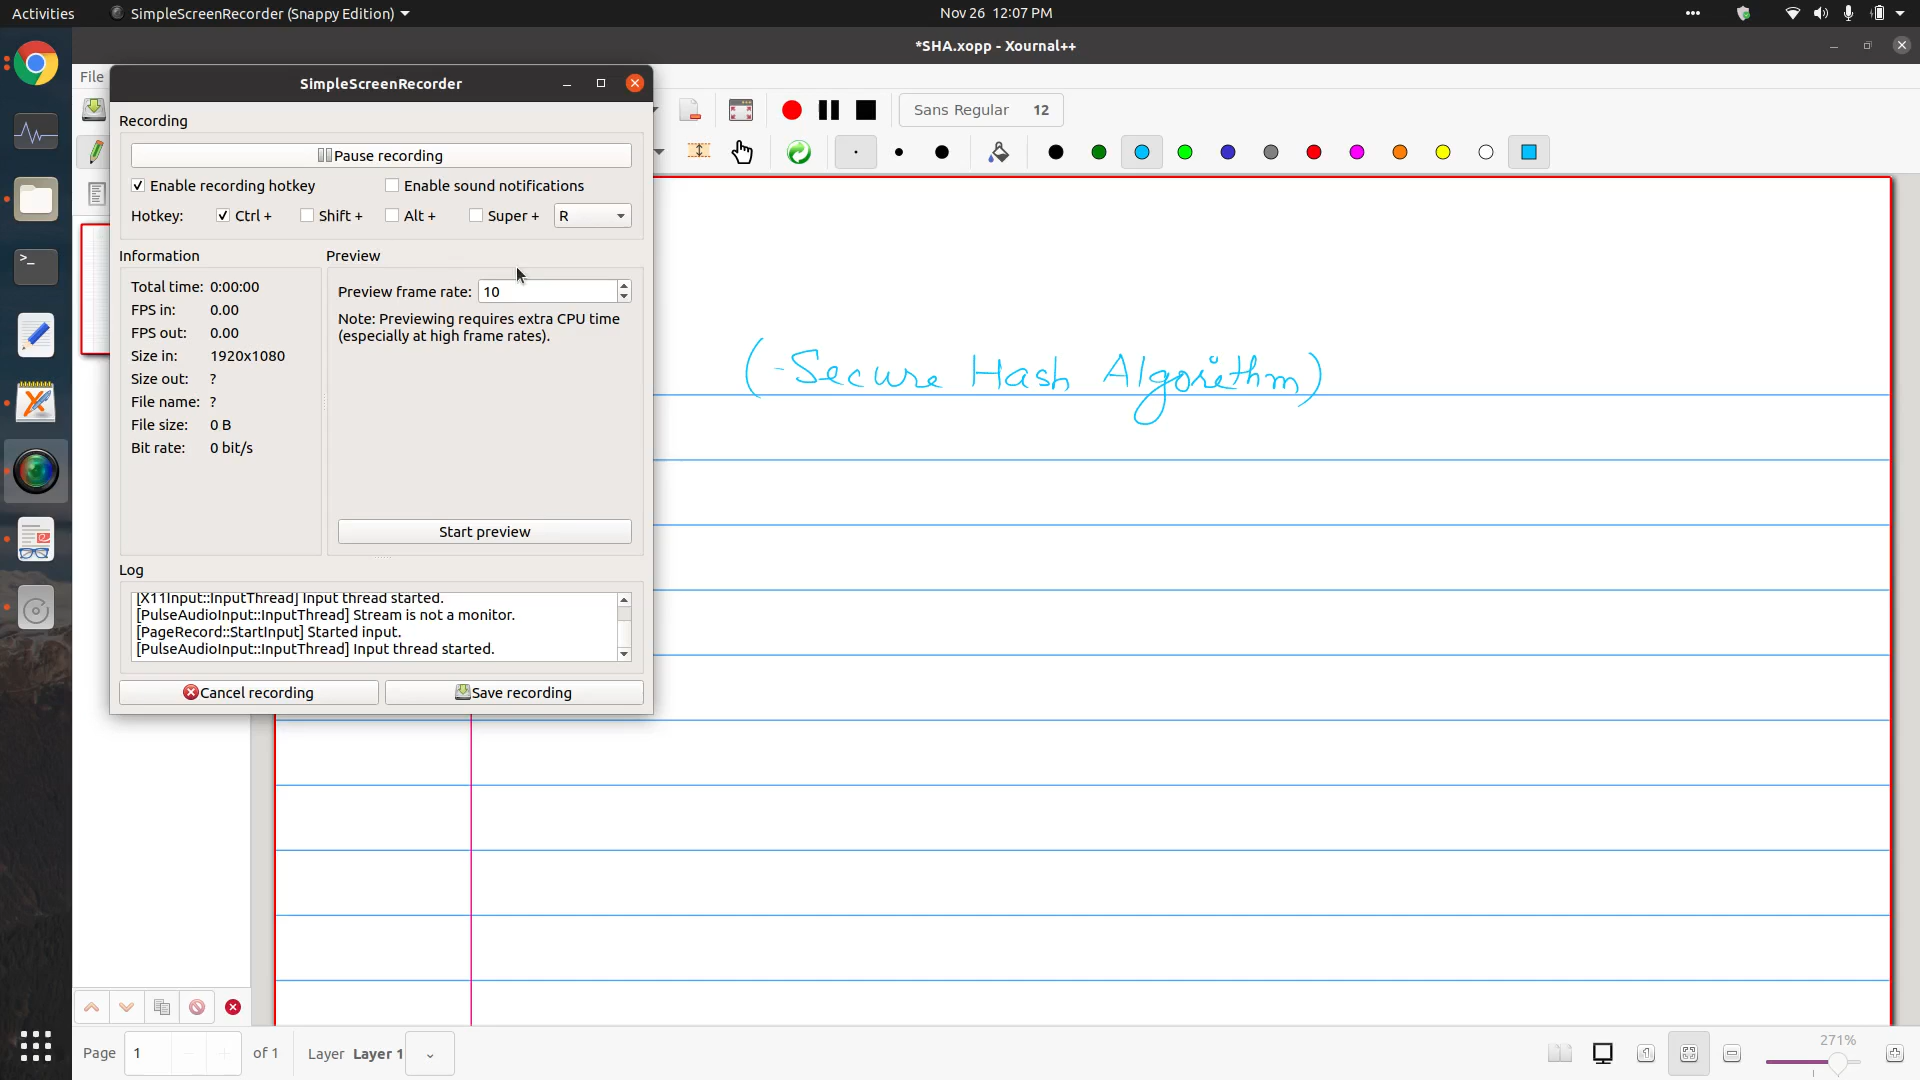 Activities
SimpleScreenRecorder (Snappy Edition)
Nov 26 12:07 PM
*SHA.xopp - Xournal++
File
SimpleScreenRecorder
Sans Regular 12
Recording
Pause recording
Enable recording hotkey
Enable sound notifications
Hotkey: Ctrl + Shift + Alt + Super + R
Information
Preview
Total time: 0:00:00
FPS in: 0.00
FPS out: 0.00
Size in: 1920x1080
Size out: ?
File name: ?
File size: 0 B
Bit rate: 0 bit/s
Preview frame rate: 10
Note: Previewing requires extra CPU time
(especially at high frame rates).
Start preview
(-Secure Hash Algorithm)
Log
[X11Input::InputThread] Input thread started.
[PulseAudioInput::InputThread] Stream is not a monitor.
[PageRecord::StartInput] Started input.
[PulseAudioInput::InputThread] Input thread started.
Cancel recording
Save recording
Page 1 of 1
Layer Layer 1
271%